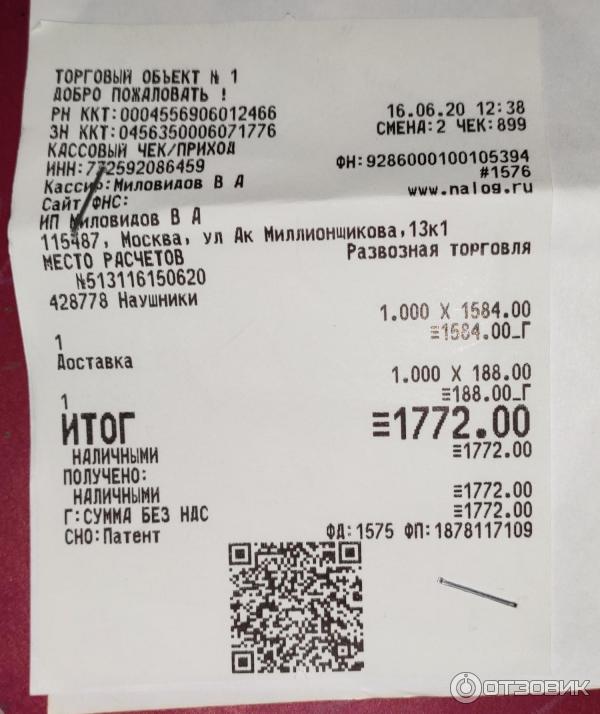 ТОРГОВЫЙ ОБЪЕКТ № 1
ДОБРО ПОЖАЛОВАТЬ !
РН ККТ:0004556906012466 16.06.20 12:38
ЗН ККТ:0456350006071776 СМЕНА:2 ЧЕК:899
КАССОВЫЙ ЧЕК/ПРИХОД
ИНН:772592086459 ФН:9286000100105394
Кассир:Миловидов В А #1576
Сайт ФНС: www.nalog.ru
ИП Миловидов В А
115487, Москва, ул Ак Миллионщикова,13к1
МЕСТО РАСЧЕТОВ Развозная торговля
№513116150620
428778 Наушники
1.000 X 1584.00
1 ≡1584.00_Г
Доставка
1.000 X 188.00
1 ≡188.00_Г
ИТОГ ≡1772.00
НАЛИЧНЫМИ ≡1772.00
ПОЛУЧЕНО:
НАЛИЧНЫМИ ≡1772.00
Г:СУММА БЕЗ НДС ≡1772.00
СНО:Патент ФД:1575 ФП:1878117109
ОТЗОВИК